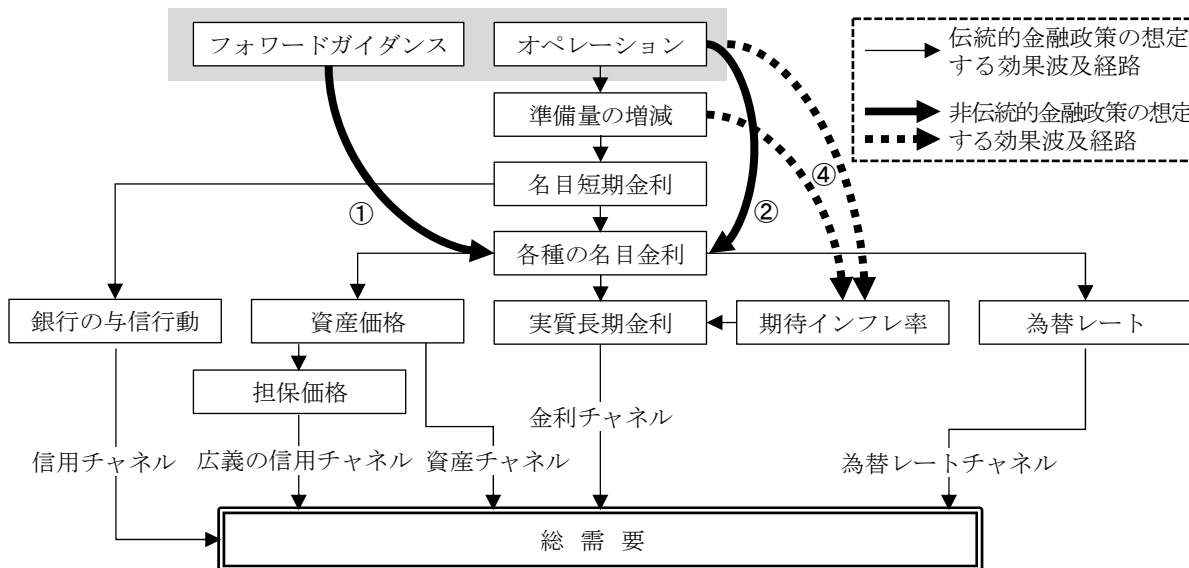 フォワードガイダンス
オペレーション
伝統的金融政策の想定
する効果波及経路
準備量の増減
非伝統的金融政策の想定
する効果波及経路
名目短期金利
④
①
②
各種の名目金利
銀行の与信行動
資産価格
実質長期金利
期待インフレ率
為替レート
担保価格
金利チャネル
信用チャネル
広義の信用チャネル
資産チャネル
為替レートチャネル
総 需 要